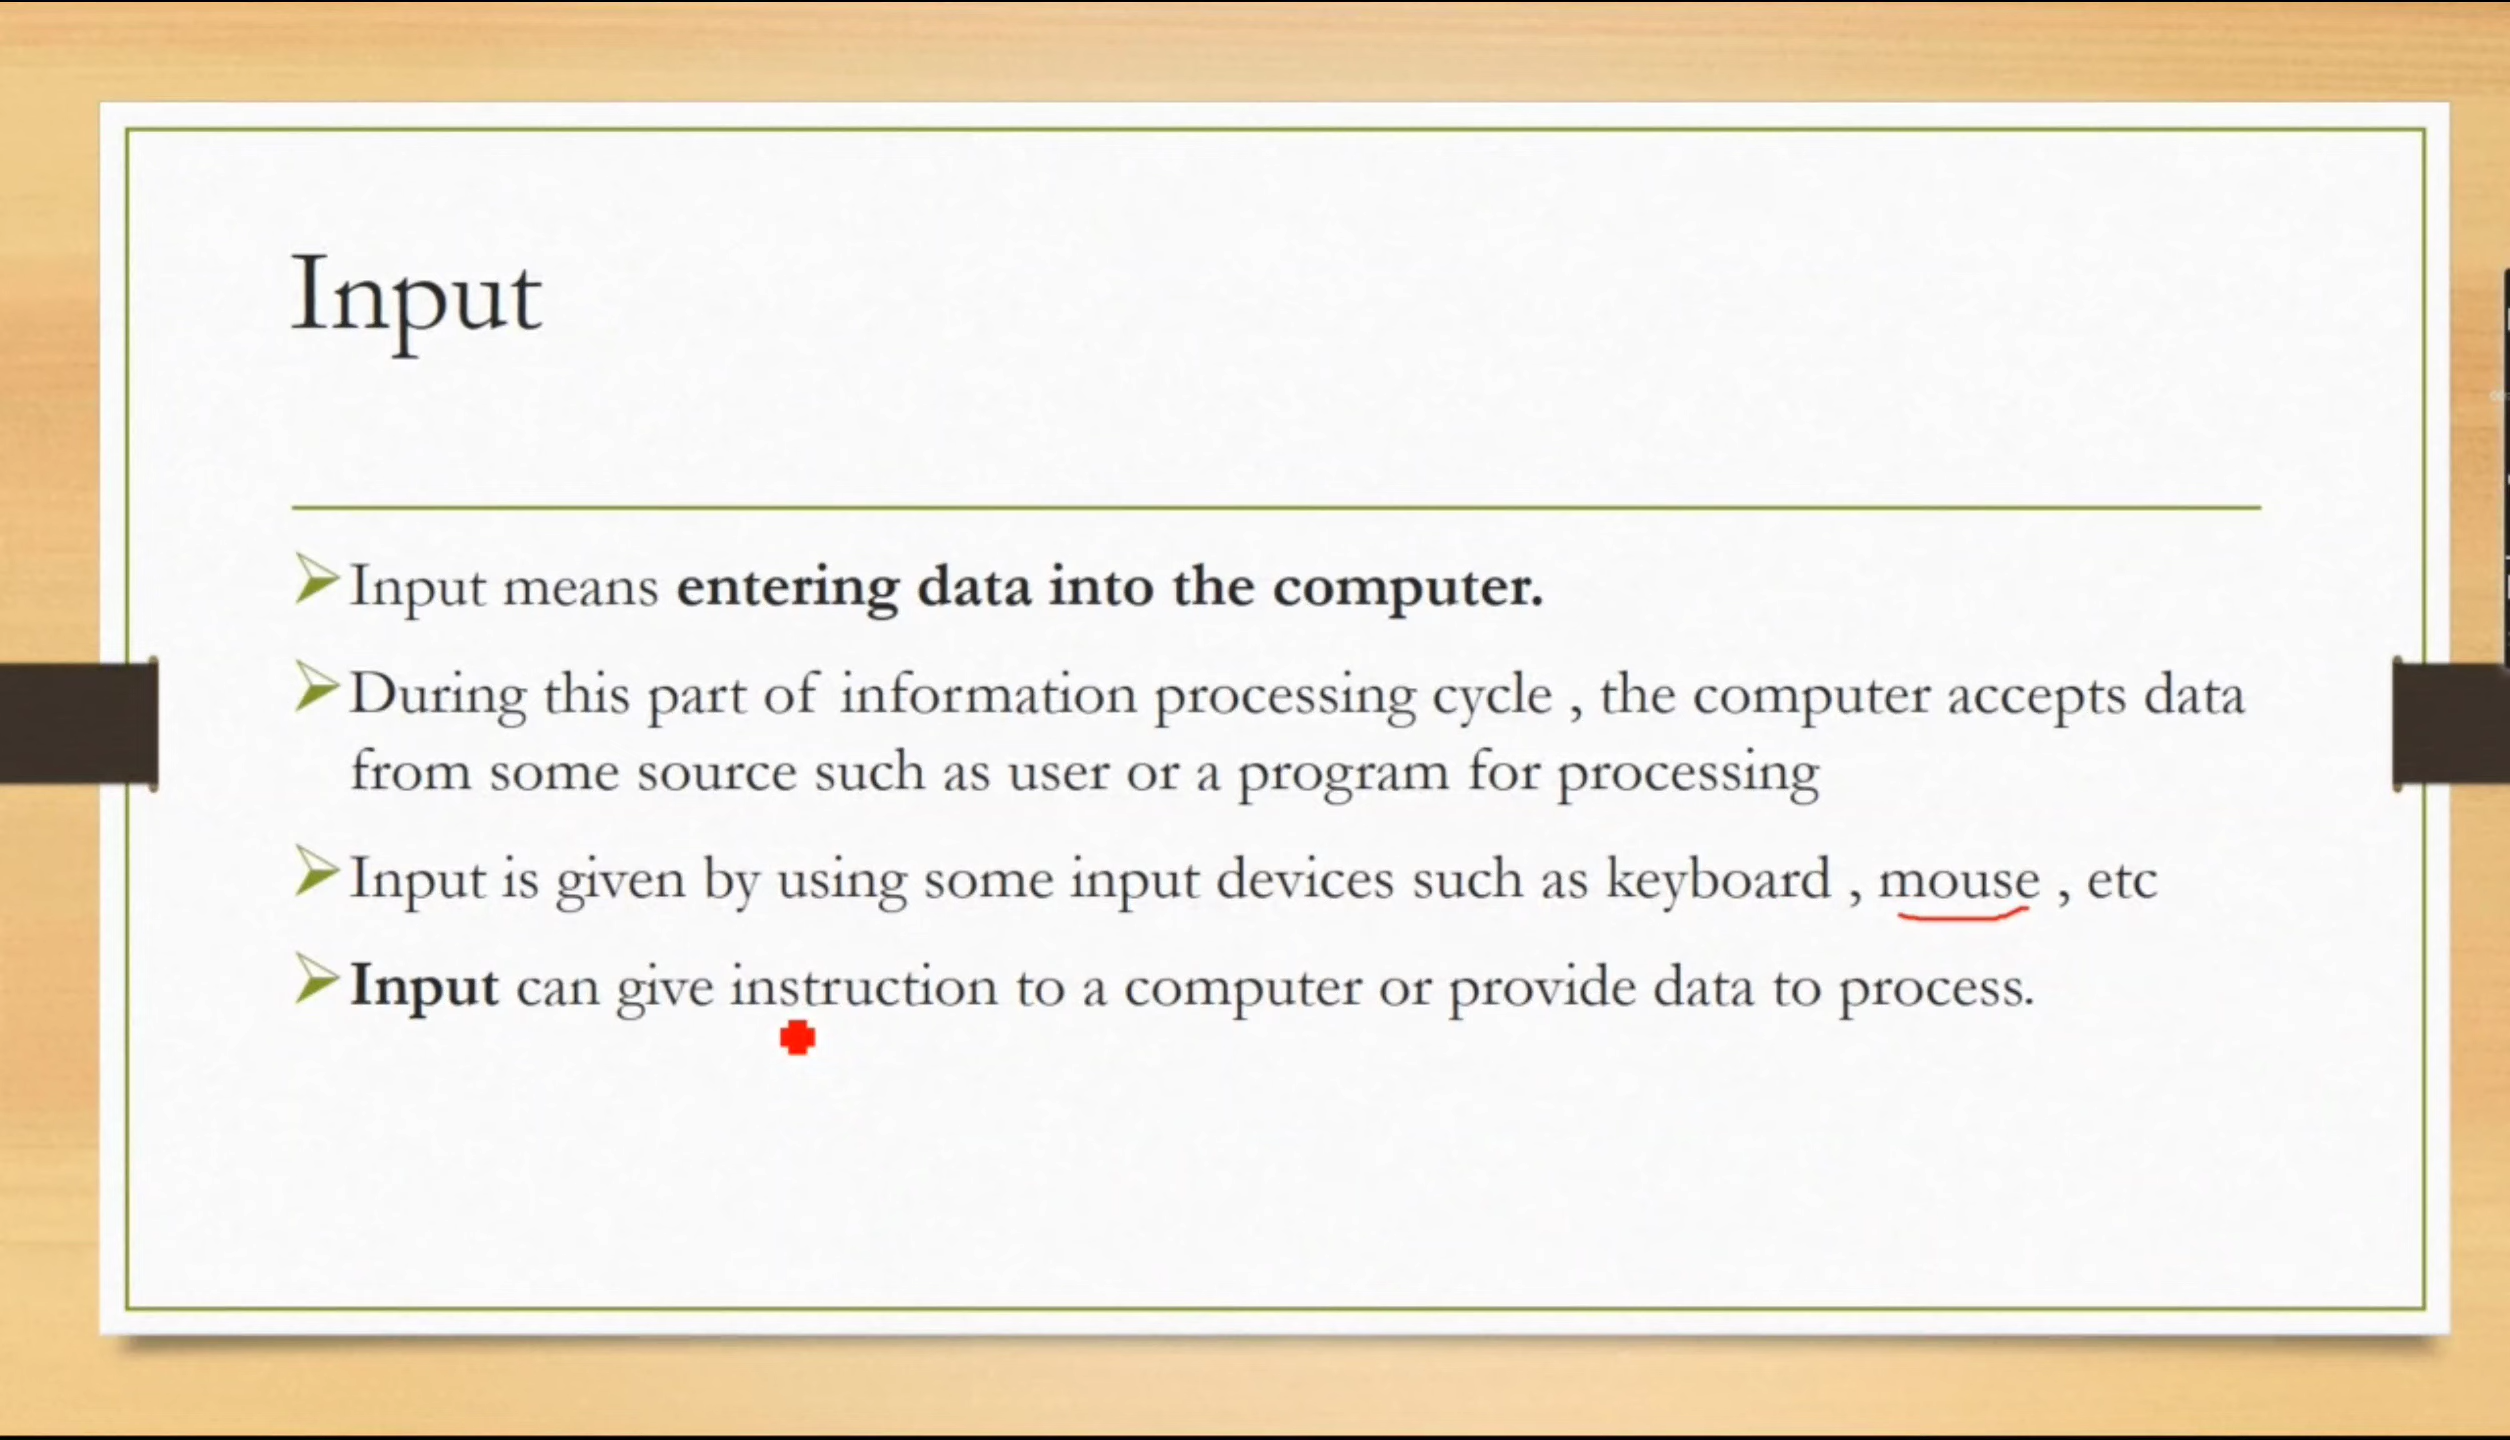 Input
Input means entering data into the computer.
During this part of information processing cycle , the computer accepts data
from some source such as user or a program for processing
Input is given by using some input devices such as keyboard , mouse , etc
Input can give instruction to a computer or provide data to process.